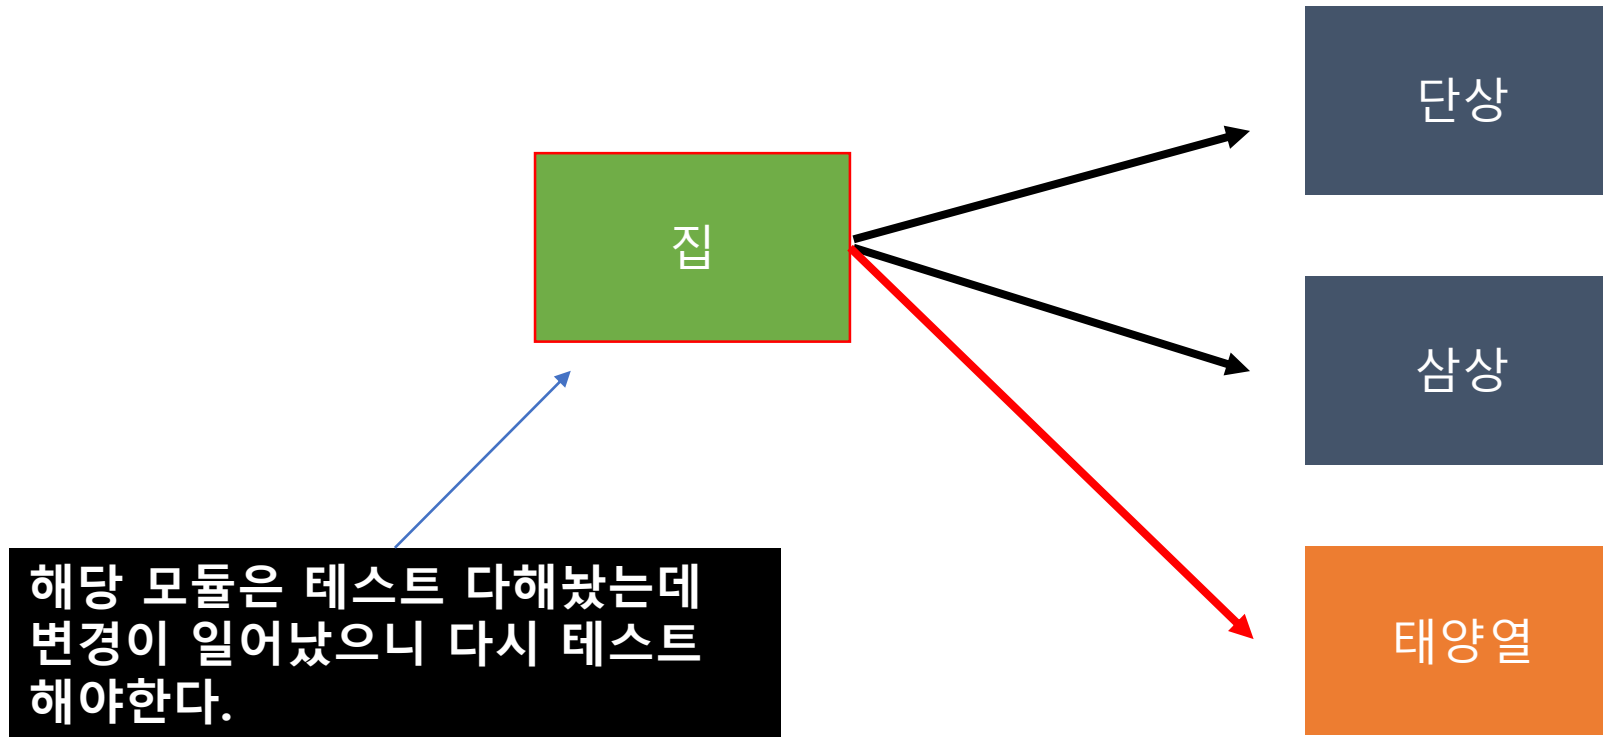 단상
집
삼상
해당 모듈은 테스트 다해놨는데
변경이 일어났으니 다시 테스트
해야한다.
태양열